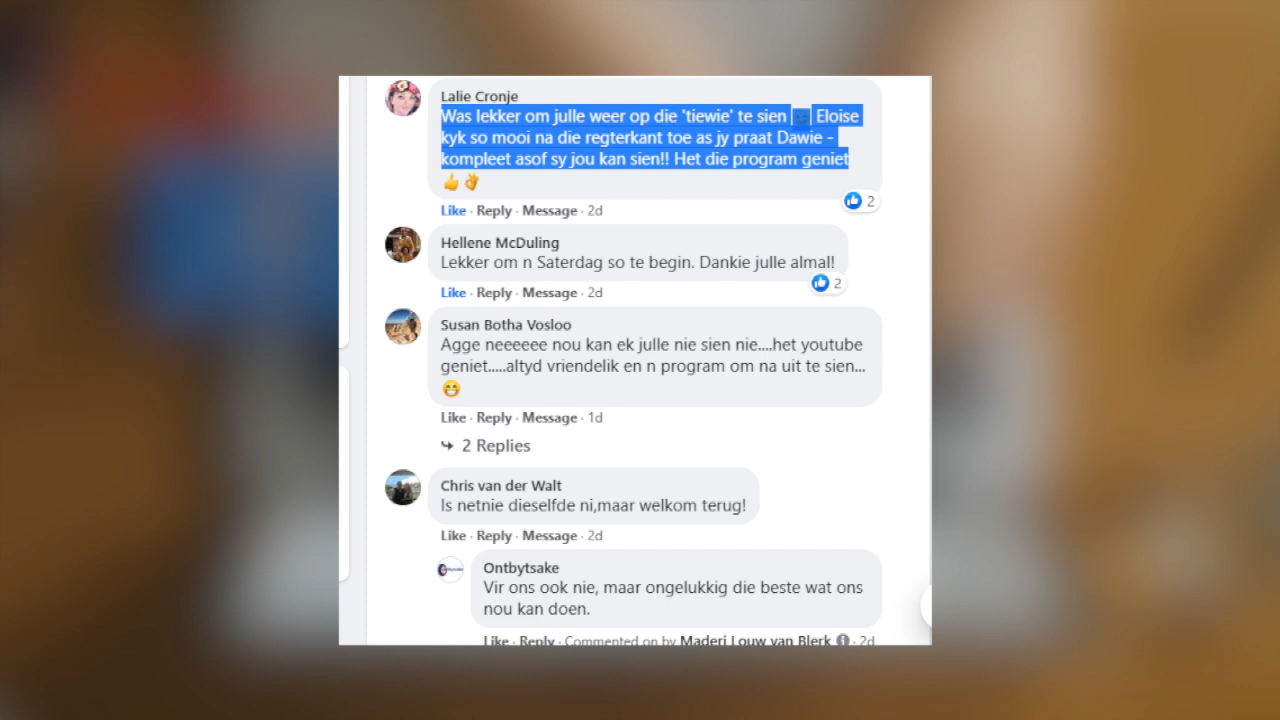 Lalie Cronje
Was lekker om julle weer op die 'tiewie' te sien Eloise
kyk so mooi na die regterkant toe as jy praat Dawie -
kompleet asof sy jou kan sien!! Het die program geniet
👍👌
2
Like · Reply · Message · 2d
Hellene McDuling
Lekker om n Saterdag so te begin. Dankie julle almal!
2
Like · Reply · Message · 2d
Susan Botha Vosloo
Agge neeeeee nou kan ek julle nie sien nie....het youtube
geniet.....altyd vriendelik en n program om na uit te sien...
😁
Like · Reply · Message · 1d
2 Replies
Chris van der Walt
Is netnie dieselfde ni,maar welkom terug!
Like · Reply · Message · 2d
Ontbytsake
Vir ons ook nie, maar ongelukkig die beste wat ons
nou kan doen.
Like · Reply · Commented on by Maderi Louw van Blerk · 2d